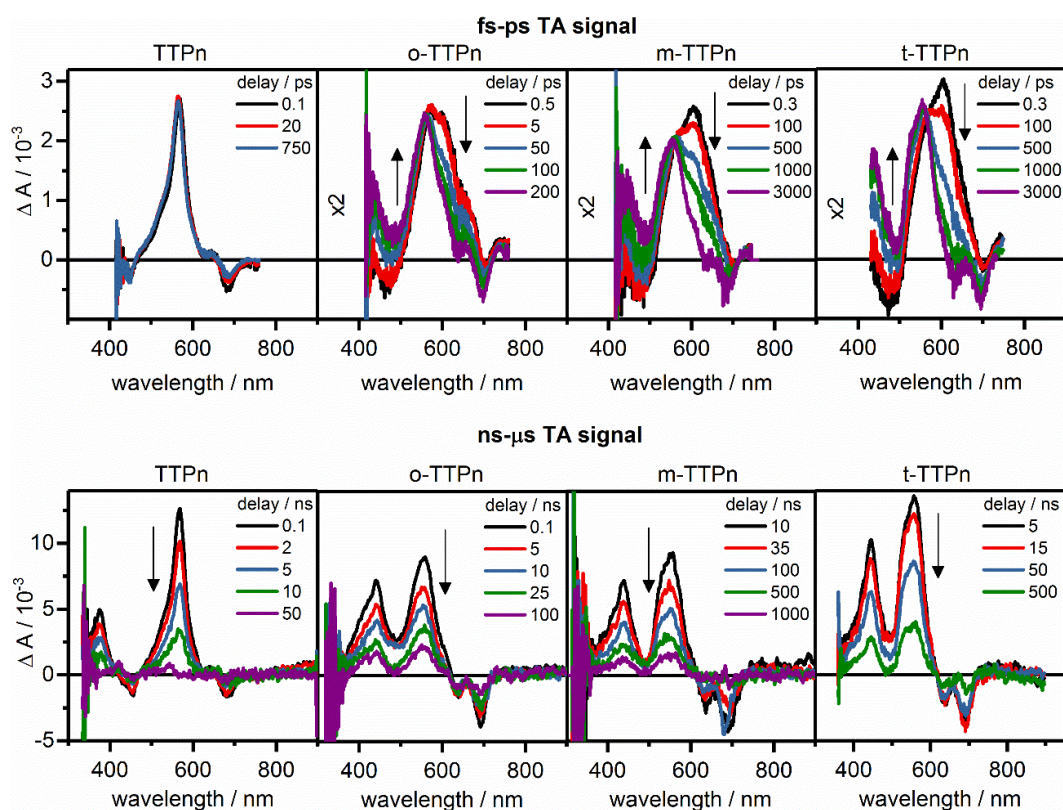 fs-ps TA signal
TTPn
o-TTPn
m-TTPn
t-TTPn
delay / ps
0.1
20
750
delay / ps
0.5
5
50
100
200
delay / ps
0.3
5
100
500
1000
3000
delay / ps
0.3
100
500
1000
3000
x2
x2
x2
3
2
1
0
Δ A / 10⁻³
400 600 800
400 600 800
400 600 800
400 600 800
wavelength / nm
wavelength / nm
wavelength / nm
wavelength / nm
ns-μs TA signal
TTPn
o-TTPn
m-TTPn
t-TTPn
delay / ns
0.1
2
5
10
50
delay / ns
0.1
5
10
25
100
delay / ns
10
35
100
500
1000
delay / ns
5
15
50
500
10
5
0
-5
Δ A / 10⁻³
400 600 800
400 600 800
400 600 800
400 600 800
wavelength / nm
wavelength / nm
wavelength / nm
wavelength / nm